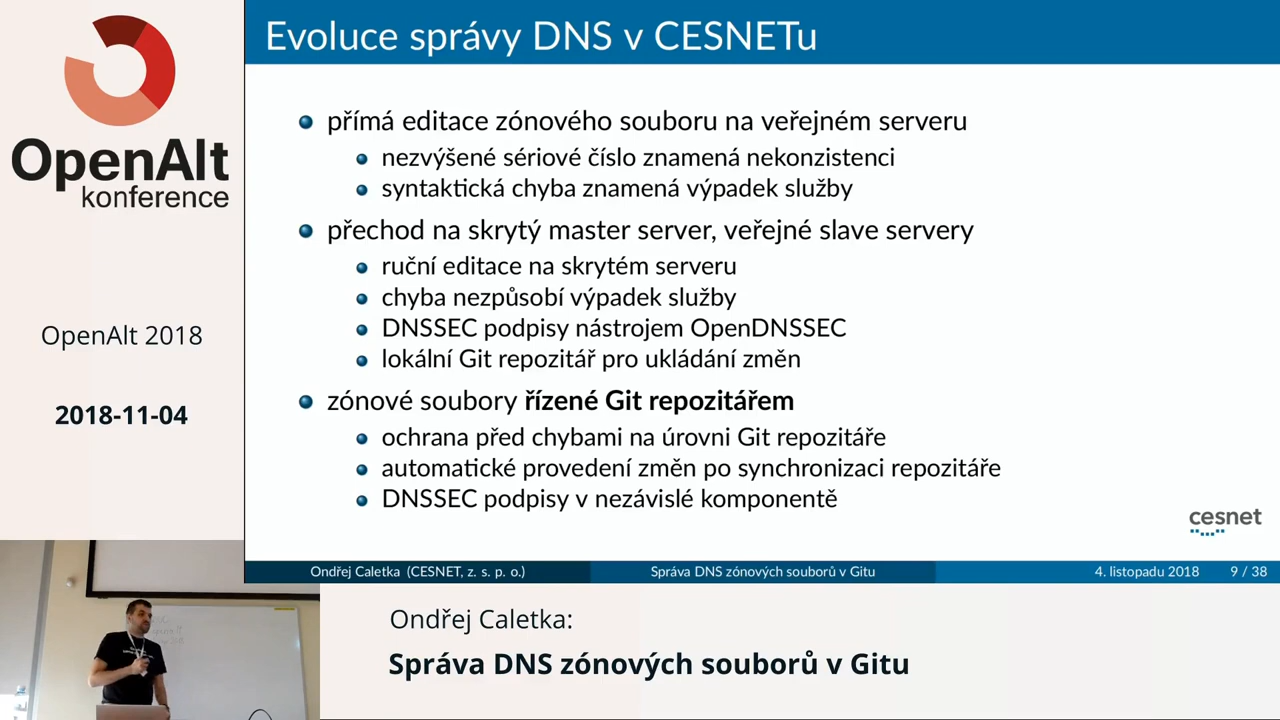 OpenAlt
konference
OpenAlt 2018
2018-11-04
Evoluce správy DNS v CESNETu
přímá editace zónového souboru na veřejném serveru
nezvýšené sériové číslo znamená nekonzistenci
syntaktická chyba znamená výpadek služby
přechod na skrytý master server, veřejné slave servery
ruční editace na skrytém serveru
chyba nezpůsobí výpadek služby
DNSSEC podpisy nástrojem OpenDNSSEC
lokální Git repozitář pro ukládání změn
zónové soubory řízené Git repozitářem
ochrana před chybami na úrovni Git repozitáře
automatické provedení změn po synchronizaci repozitáře
DNSSEC podpisy v nezávislé komponentě
cesnet
Ondřej Caletka (CESNET, z. s. p. o.) Správa DNS zónových souborů v Gitu 4. listopadu 2018 9 / 38
Ondřej Caletka:
Správa DNS zónových souborů v Gitu